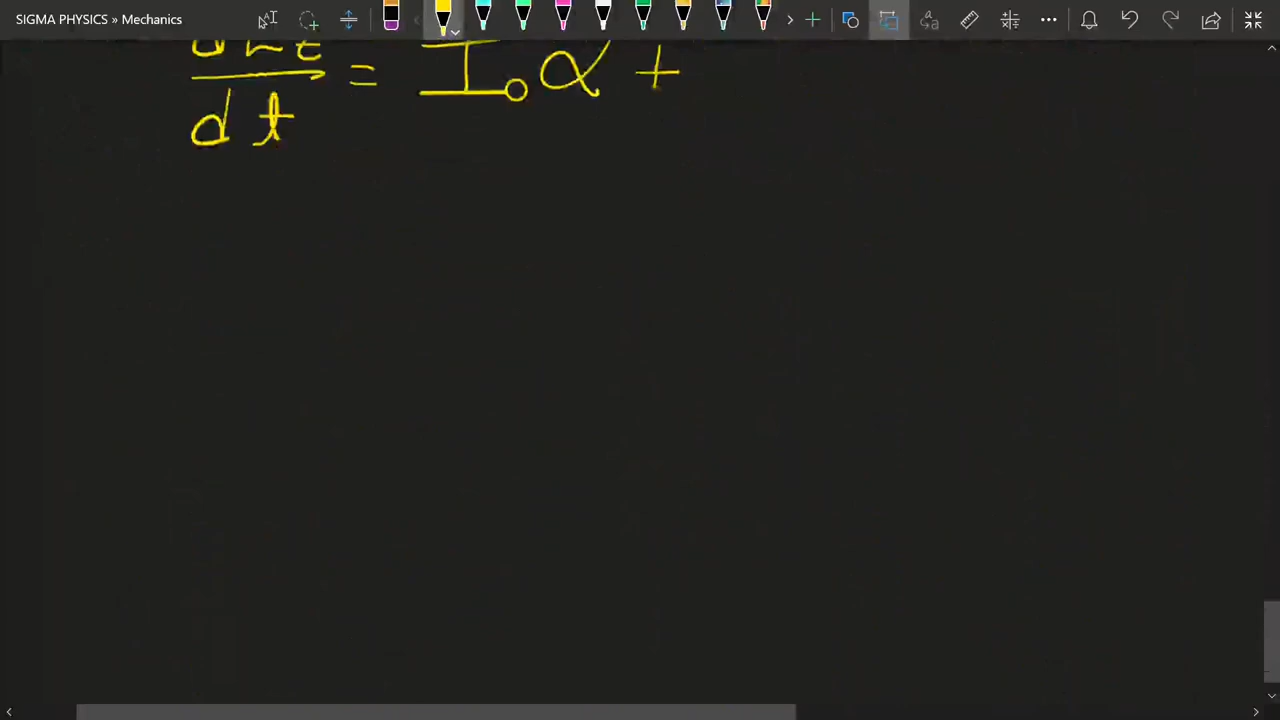 SIGMA PHYSICS » Mechanics
= I₀α +
dt